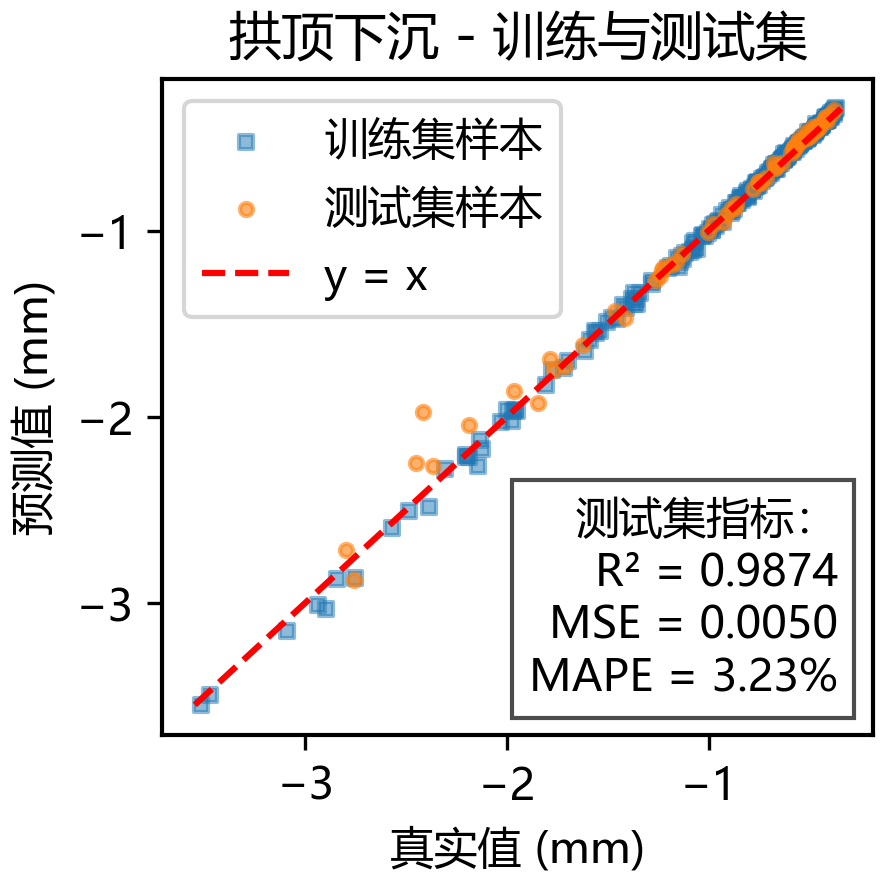 拱顶下沉 - 训练与测试集
训练集样本
测试集样本
y = x
预测值 (mm)
−1
−2
−3
测试集指标：
R² = 0.9874
MSE = 0.0050
MAPE = 3.23%
−3
−2
−1
真实值 (mm)